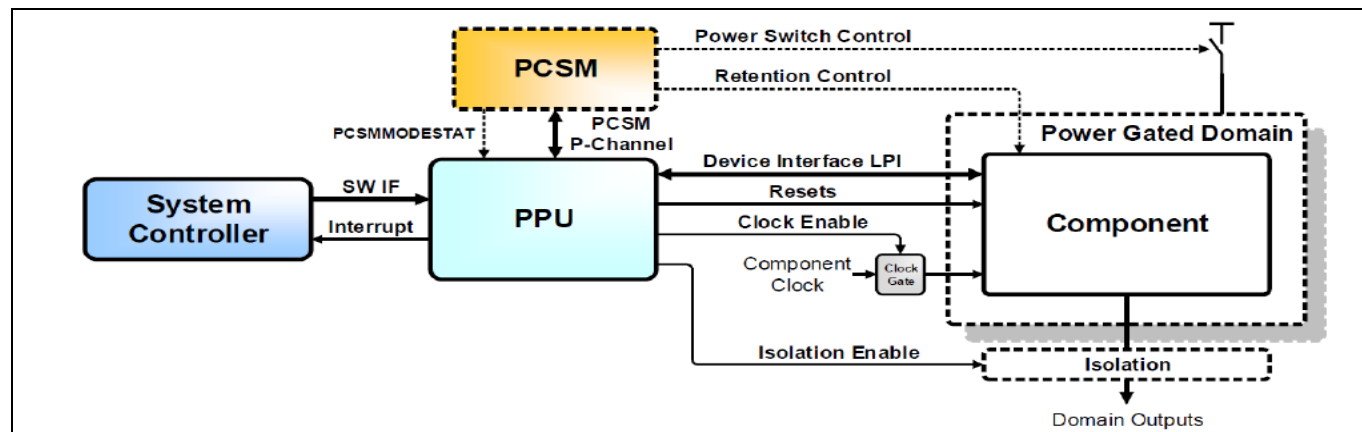 Power Switch Control
PCSM
Retention Control
PCSMMODESTAT
PCSM
P-Channel
Power Gated Domain
Device Interface LPI
System
Controller
SW IF
Interrupt
PPU
Resets
Clock Enable
Component
Component
Clock
Clock
Gate
Isolation Enable
Isolation
Domain Outputs